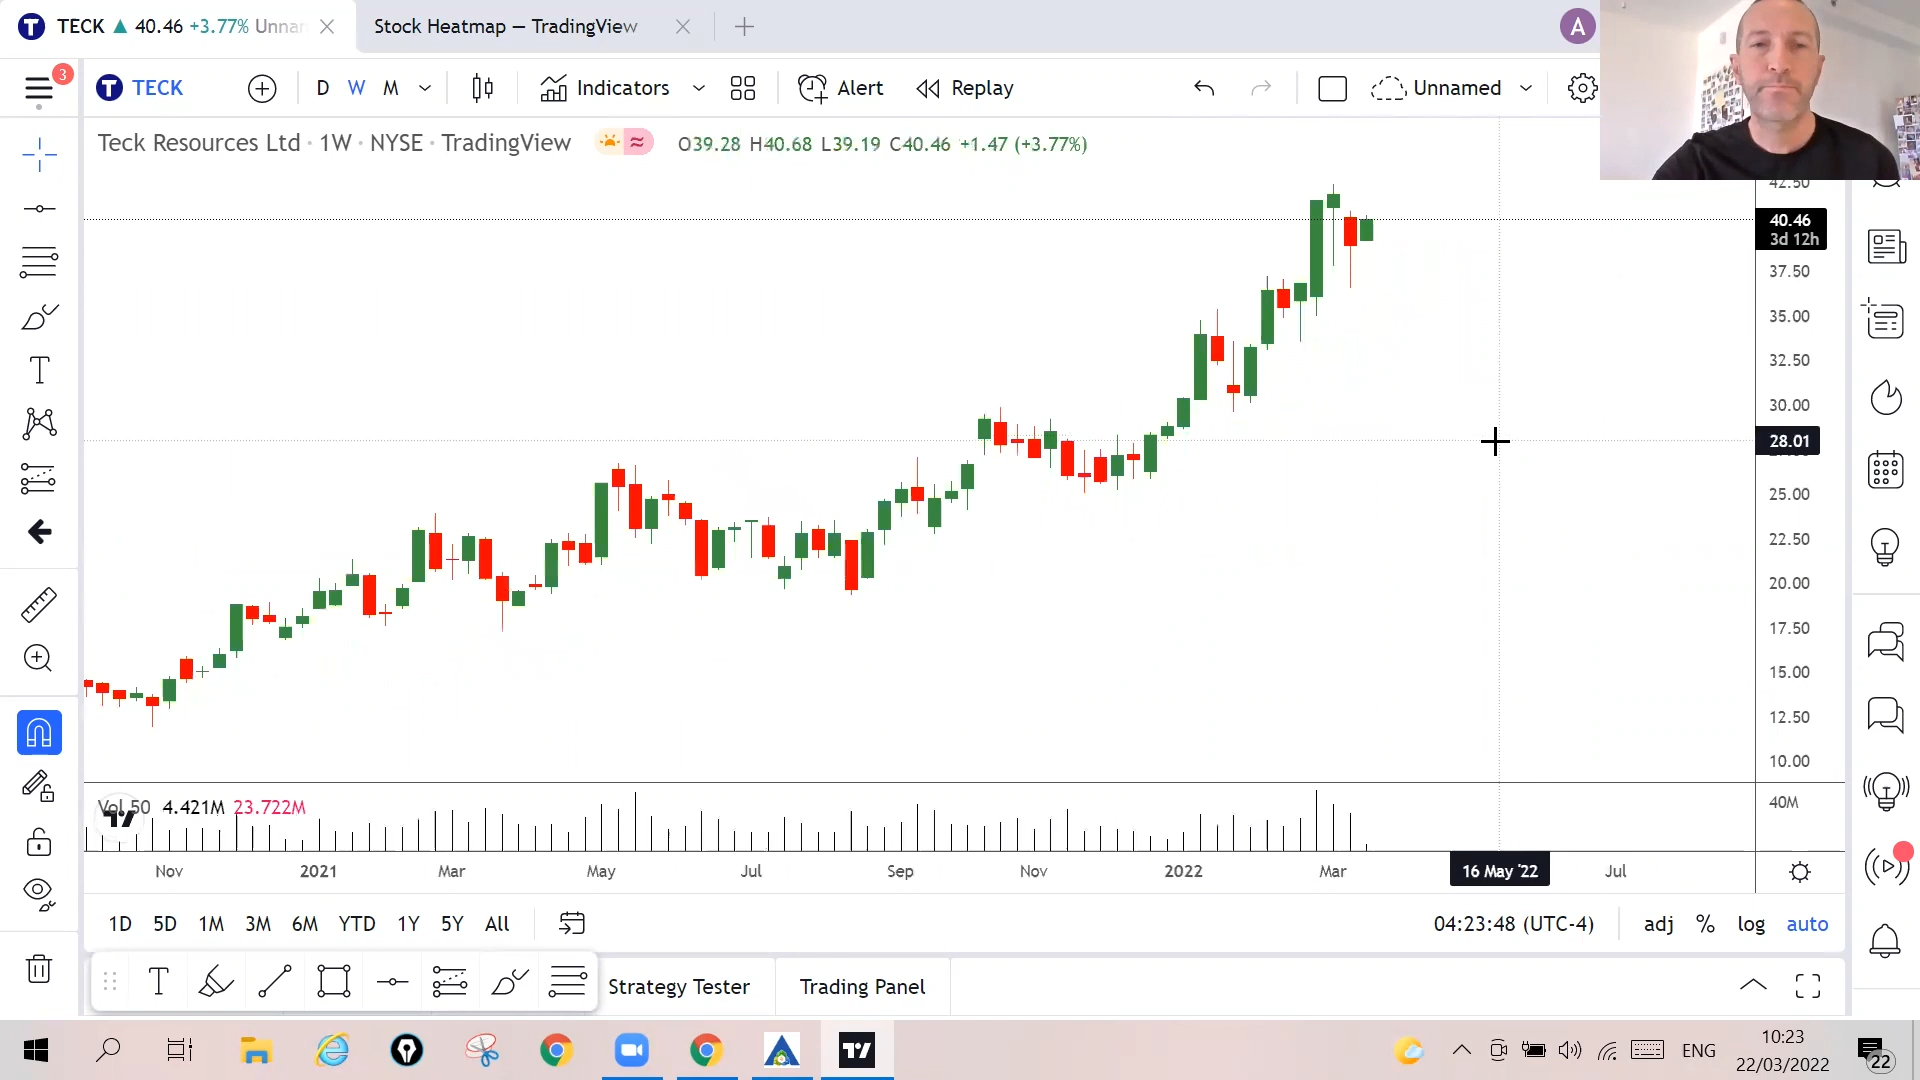 TECK ▲ 40.46 +3.77% Unnar
Stock Heatmap — TradingView
A
3
TECK
D W M
Indicators
Alert
Replay
Unnamed
Teck Resources Ltd · 1W · NYSE · TradingView
O39.28 H40.68 L39.19 C40.46 +1.47 (+3.77%)
42.50
40.46
3d 12h
37.50
35.00
32.50
30.00
28.01
25.00
22.50
20.00
17.50
15.00
12.50
10.00
Vol 50 4.421M 23.722M
40M
Nov 2021 Mar May Jul Sep Nov 2022 Mar 16 May '22 Jul
1D 5D 1M 3M 6M YTD 1Y 5Y All
04:23:48 (UTC-4)
adj % log auto
Strategy Tester
Trading Panel
ENG
10:23
22/03/2022
22